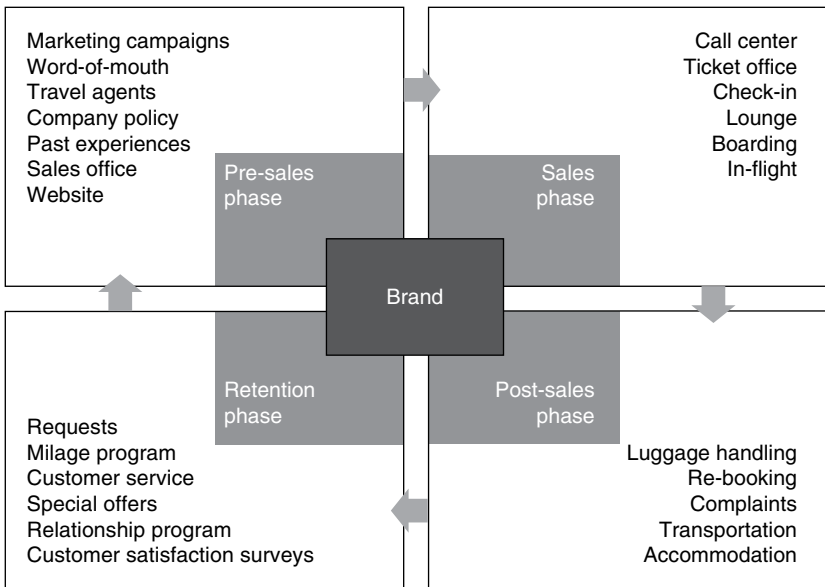 Marketing campaigns
Word-of-mouth
Travel agents
Company policy
Past experiences
Sales office
Website
Pre-sales
phase
Call center
Ticket office
Check-in
Lounge
Boarding
In-flight
Sales
phase
Brand
Retention
phase
Requests
Milage program
Customer service
Special offers
Relationship program
Customer satisfaction surveys
Post-sales
phase
Luggage handling
Re-booking
Complaints
Transportation
Accommodation